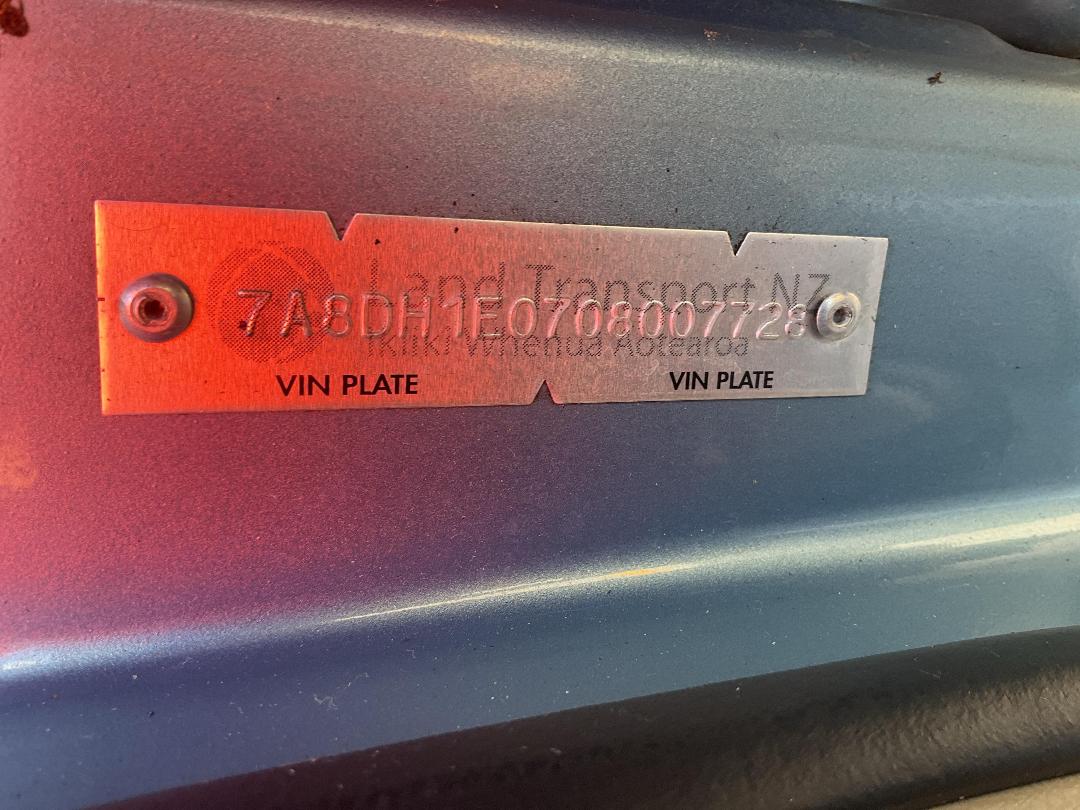 Land Transport NZ
7A8DH1E0708007728
Ikiiki Whenua Aotearoa
VIN PLATE VIN PLATE